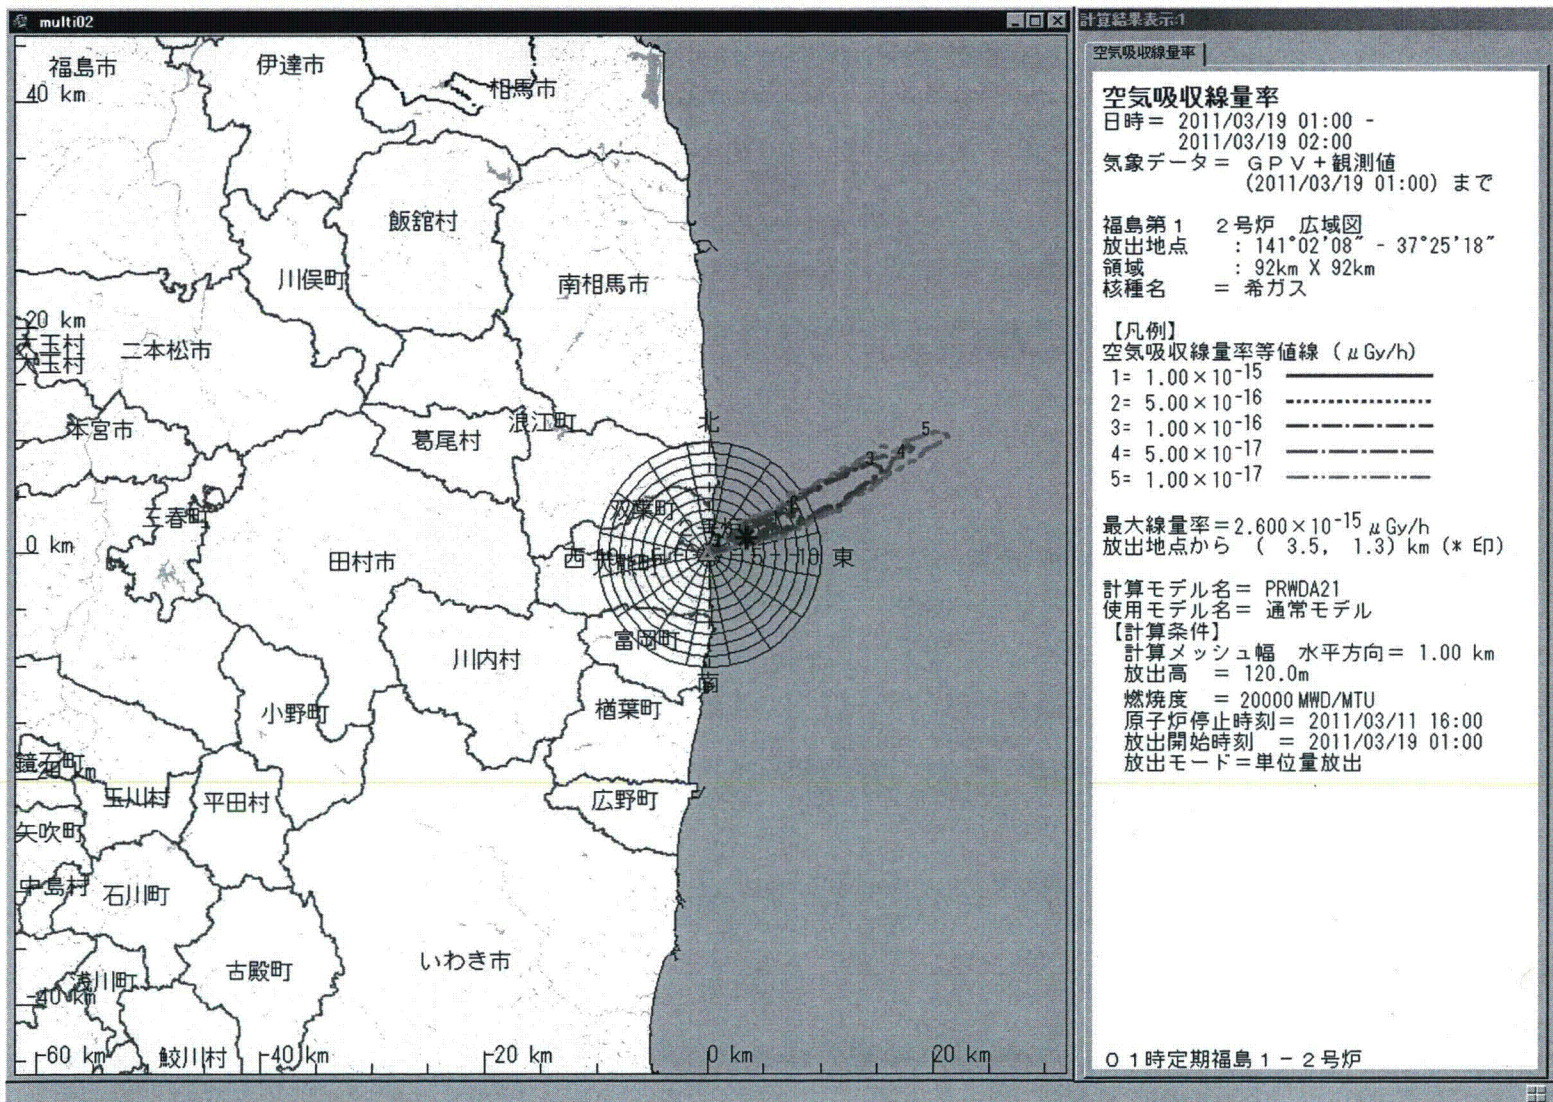 multi02
福島市
伊達市
相馬市
40 km
飯舘村
川俣町
南相馬市
20 km
大玉村
二本松市
大玉村
本宮市
葛尾村
浪江町
北
5
3
4
三春町
双葉町
0 km
田村市
西
大熊町
10
東
富岡町
川内村
南
小野町
楢葉町
鏡石町
-20 km
玉川村
平田村
広野町
矢吹町
中島村
石川町
いわき市
古殿町
浅川町
-40 km
-60 km
鮫川村
-40 km
-20 km
0 km
20 km
計算結果表示:1
空気吸収線量率
空気吸収線量率
日時= 2011/03/19 01:00 -
2011/03/19 02:00
気象データ= GPV+観測値
(2011/03/19 01:00) まで
福島第1 2号炉 広域図
放出地点 : 141°02'08" - 37°25'18"
領域 : 92km X 92km
核種名 = 希ガス
【凡例】
空気吸収線量率等値線 (μGy/h)
1= 1.00×10⁻¹⁵
2= 5.00×10⁻¹⁶
3= 1.00×10⁻¹⁶
4= 5.00×10⁻¹⁷
5= 1.00×10⁻¹⁷
最大線量率=2.600×10⁻¹⁵ μGy/h
放出地点から ( 3.5, 1.3) km (* 印)
計算モデル名= PRWDA21
使用モデル名= 通常モデル
【計算条件】
計算メッシュ幅 水平方向= 1.00 km
放出高 = 120.0m
燃焼度 = 20000 MWD/MTU
原子炉停止時刻= 2011/03/11 16:00
放出開始時刻 = 2011/03/19 01:00
放出モード=単位量放出
01時定期福島1-2号炉